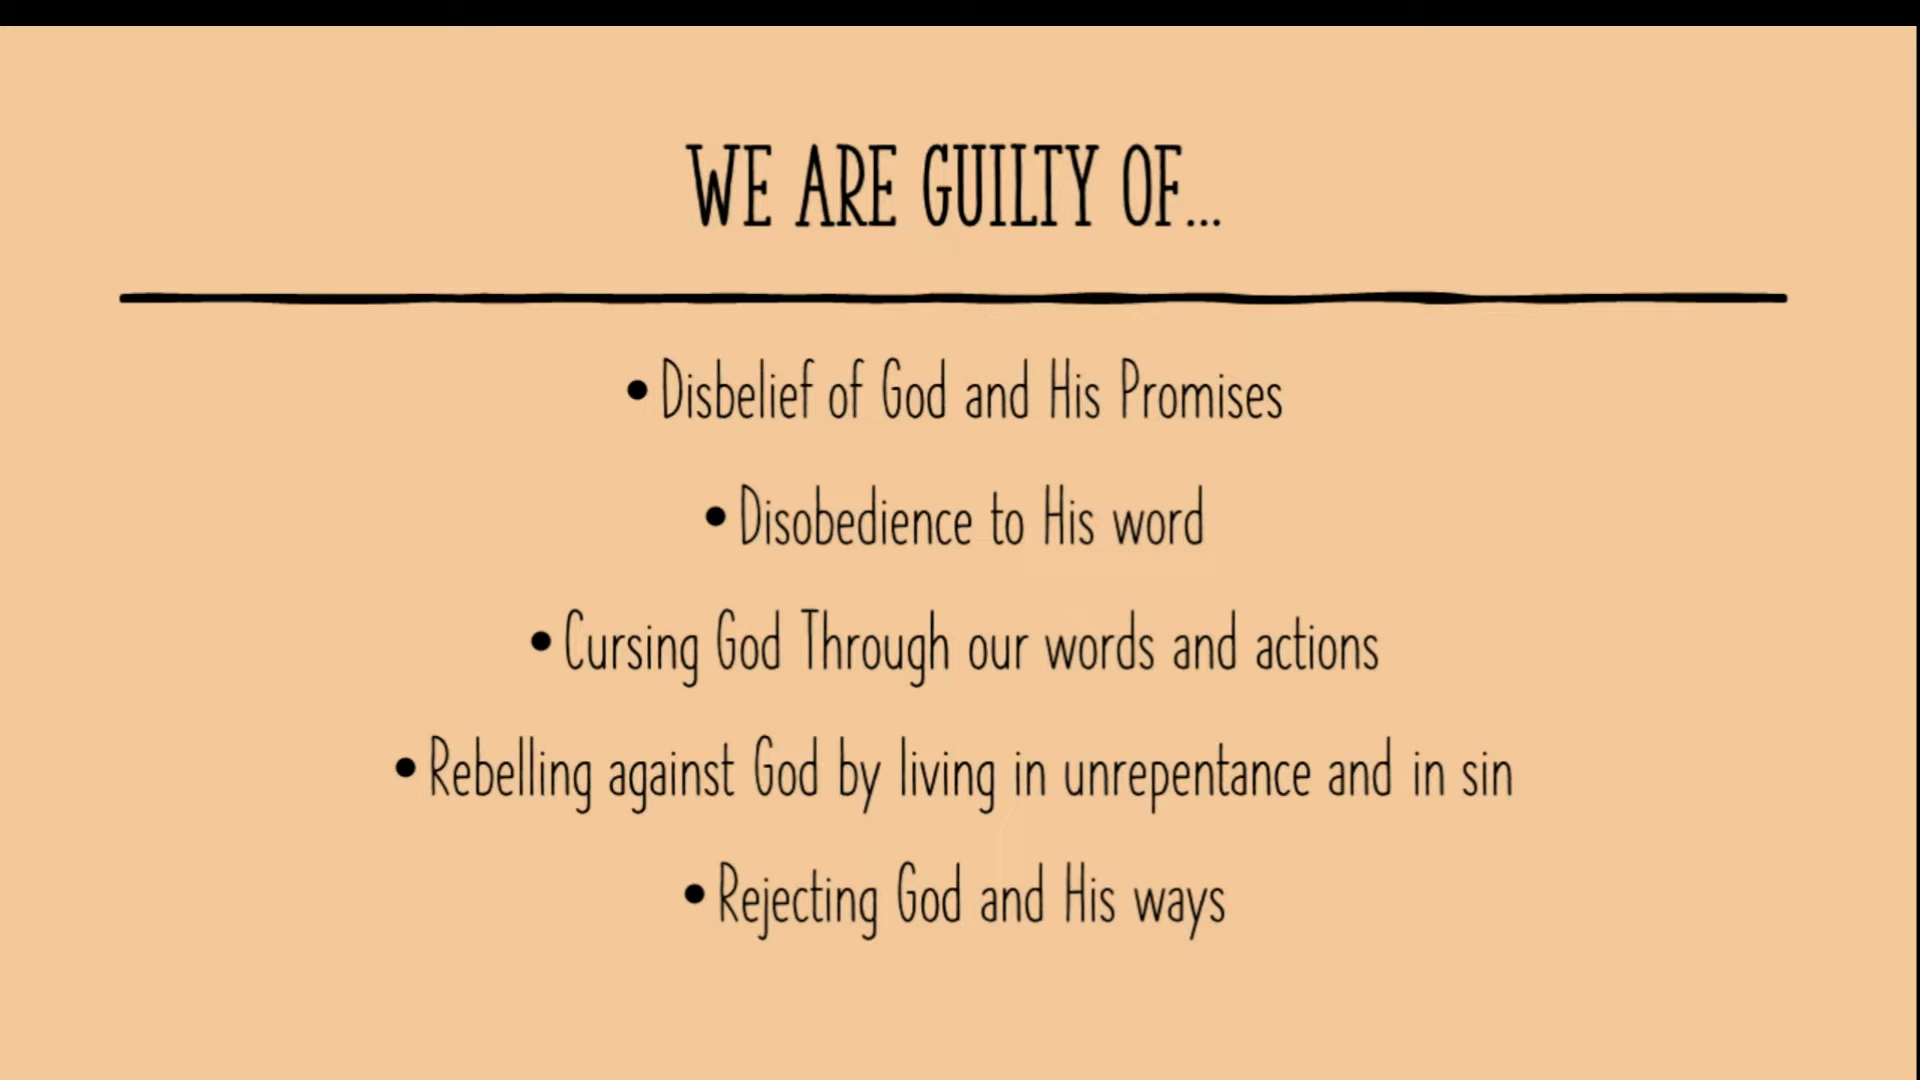 WE ARE GUILTY OF...
• Disbelief of God and His Promises
• Disobedience to His word
• Cursing God Through our words and actions
• Rebelling against God by living in unrepentance and in sin
• Rejecting God and His ways